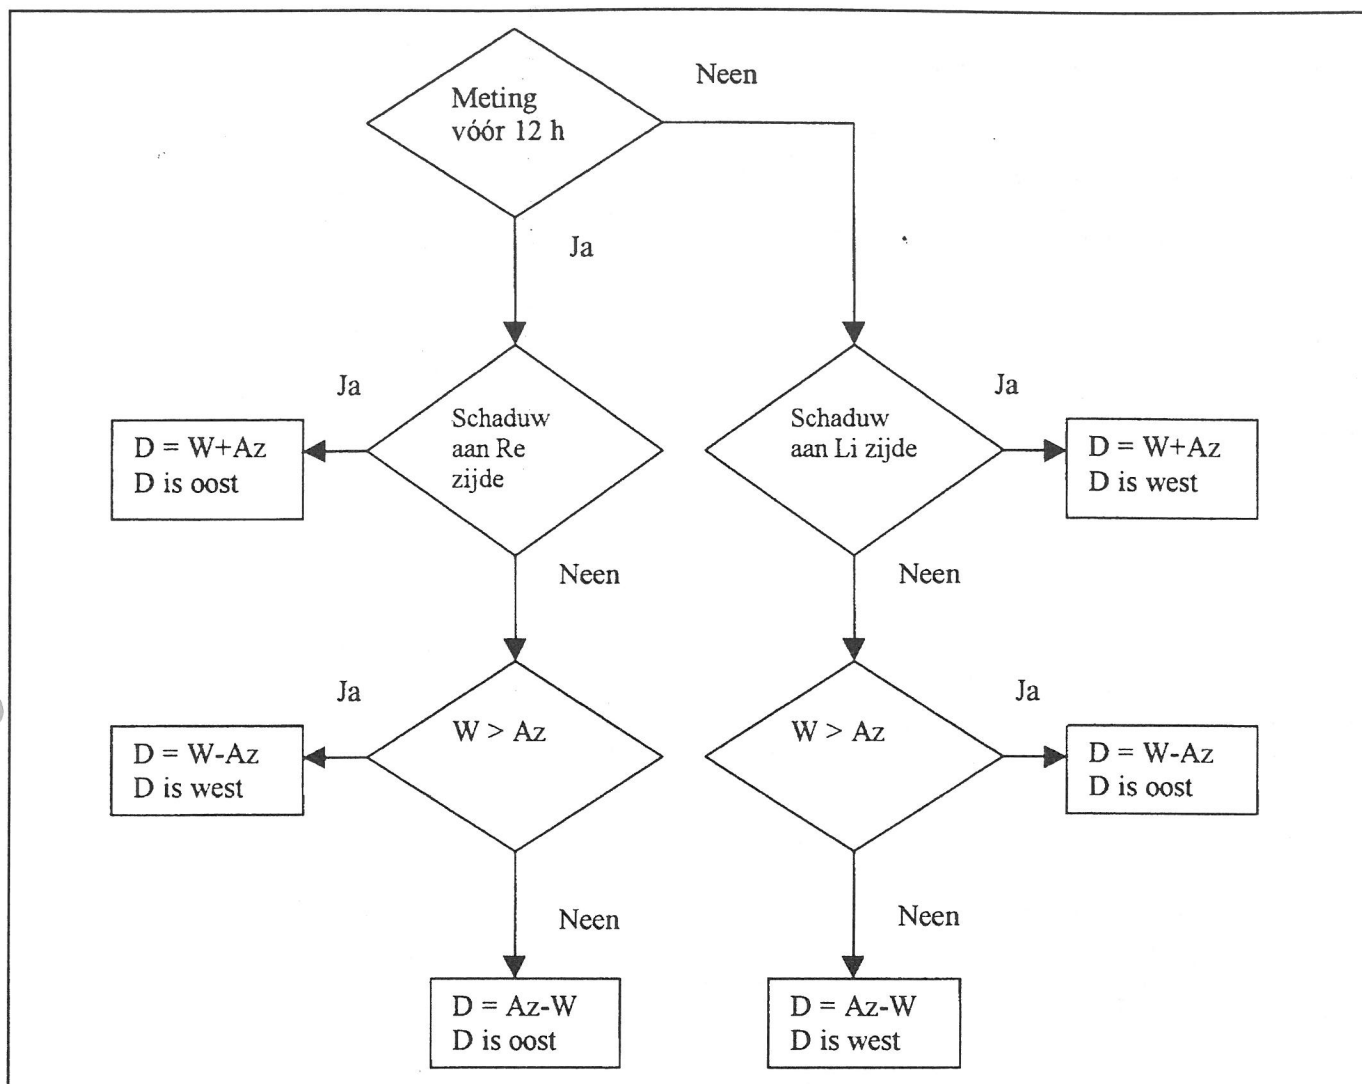 Neen
Meting
vóór 12 h
Ja
Ja
Schaduw
aan Re
zijde
D = W+Az
D is oost
Neen
Schaduw
aan Li zijde
Ja
D = W+Az
D is west
Neen
Ja
W > Az
D = W-Az
D is west
Neen
D = Az-W
D is oost
W > Az
Ja
D = W-Az
D is oost
Neen
D = Az-W
D is west